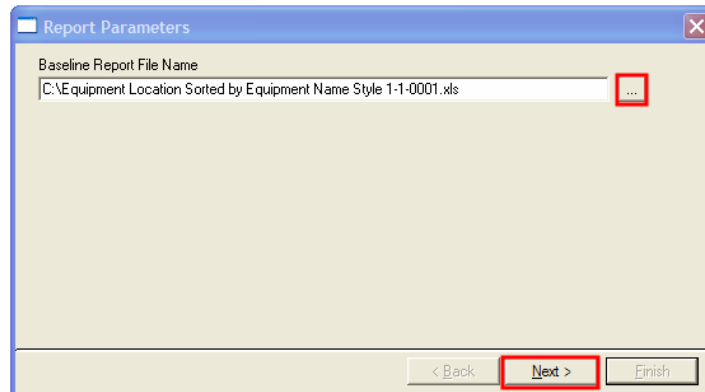 Report Parameters
Baseline Report File Name
C:\Equipment Location Sorted by Equipment Name Style 1-1-0001.xls
...
< Back Next > Finish